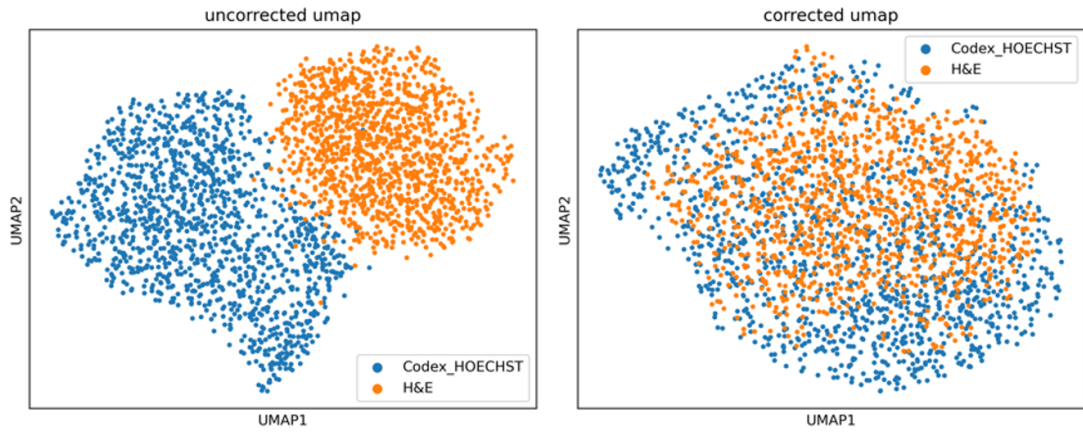 uncorrected umap
UMAP2
Codex_HOECHST
H&E
UMAP1
corrected umap
Codex_HOECHST
H&E
UMAP2
UMAP1